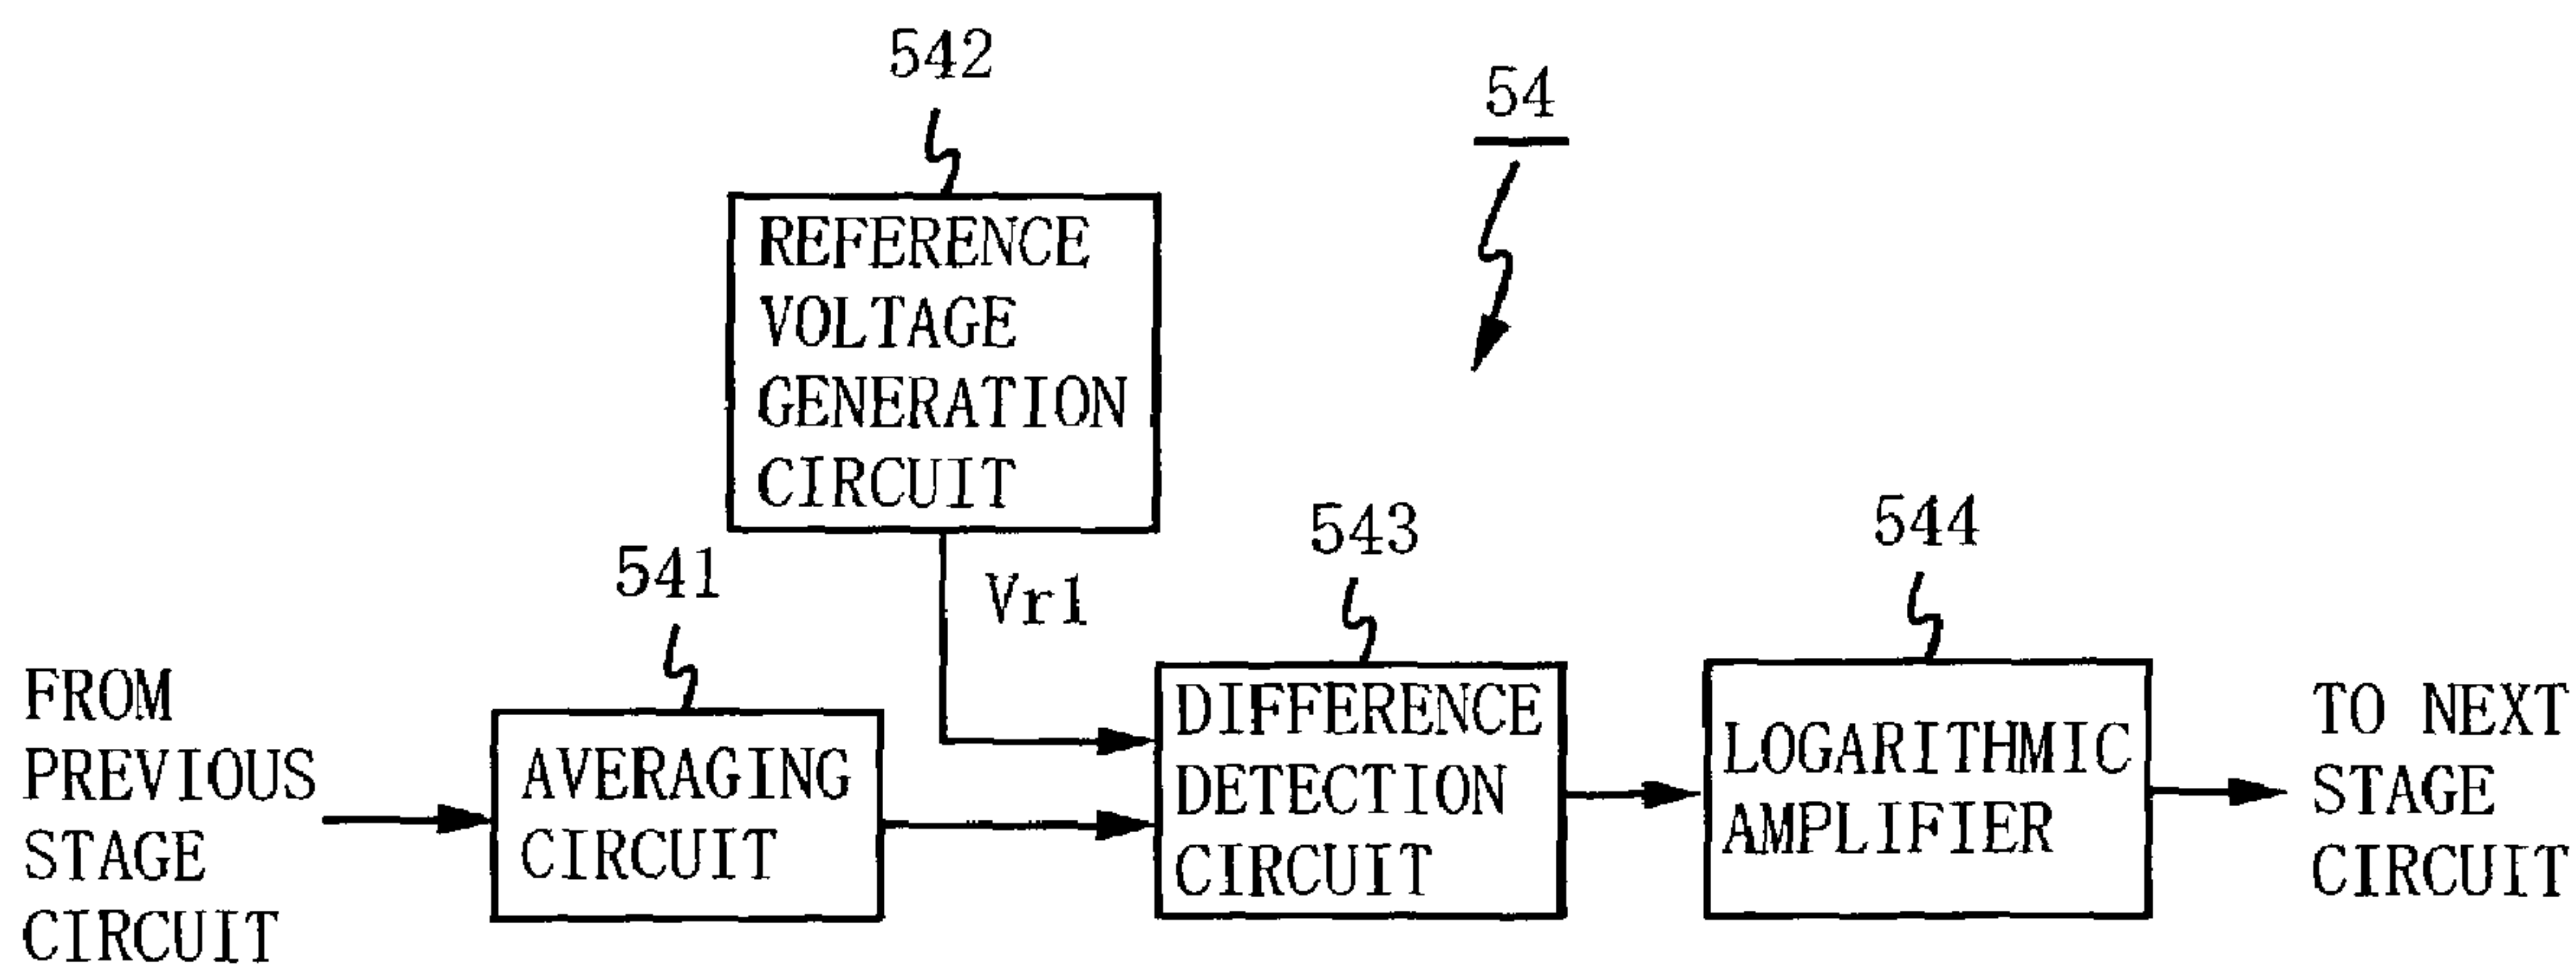 542
54
REFERENCE
VOLTAGE
GENERATION
CIRCUIT
541
Vr1
543
544
FROM
PREVIOUS
STAGE
CIRCUIT
AVERAGING
CIRCUIT
DIFFERENCE
DETECTION
CIRCUIT
LOGARITHMIC
AMPLIFIER
TO NEXT
STAGE
CIRCUIT